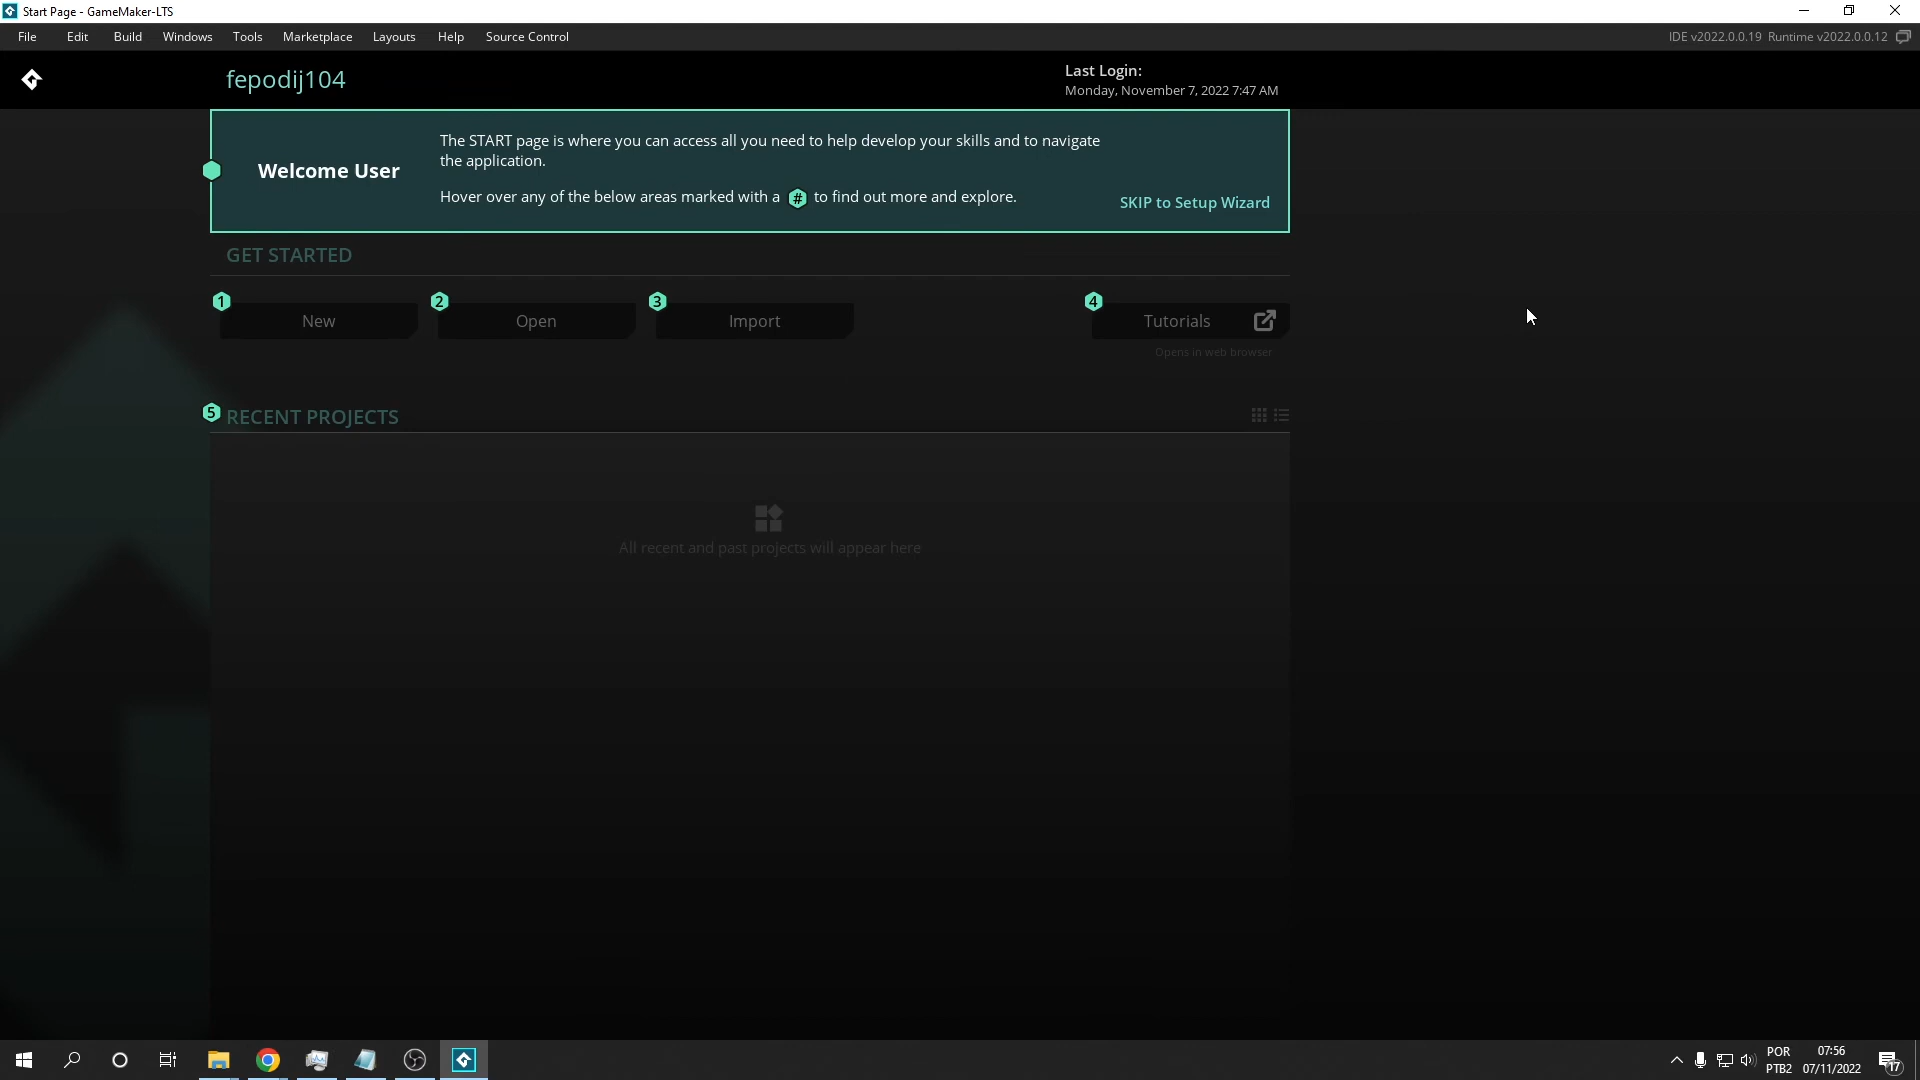 Start Page - GameMaker-LTS
File Edit Build Windows Tools Marketplace Layouts Help Source Control
IDE v2022.0.0.19 Runtime v2022.0.0.12
fepodij104
Last Login:
Monday, November 7, 2022 7:47 AM
Welcome User
The START page is where you can access all you need to help develop your skills and to navigate
the application.
Hover over any of the below areas marked with a # to find out more and explore.
SKIP to Setup Wizard
GET STARTED
1 New
2 Open
3 Import
4 Tutorials
Opens in web browser
5 RECENT PROJECTS
All recent and past projects will appear here
POR
PTB2
07:56
07/11/2022
17